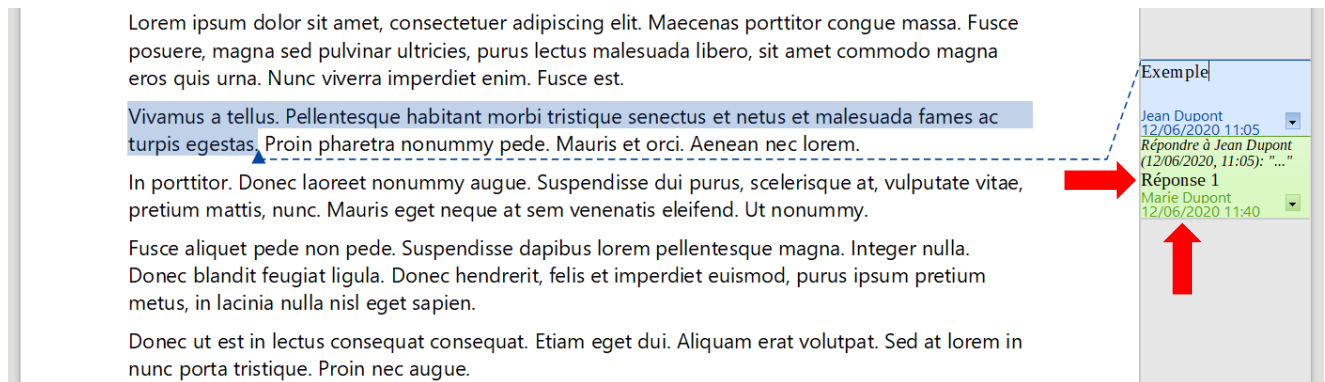 Lorem ipsum dolor sit amet, consectetuer adipiscing elit. Maecenas porttitor congue massa. Fusce
posuere, magna sed pulvinar ultricies, purus lectus malesuada libero, sit amet commodo magna
eros quis urna. Nunc viverra imperdiet enim. Fusce est.
Vivamus a tellus. Pellentesque habitant morbi tristique senectus et netus et malesuada fames ac
turpis egestas. Proin pharetra nonummy pede. Mauris et orci. Aenean nec lorem.
In porttitor. Donec laoreet nonummy augue. Suspendisse dui purus, scelerisque at, vulputate vitae,
pretium mattis, nunc. Mauris eget neque at sem venenatis eleifend. Ut nonummy.
Fusce aliquet pede non pede. Suspendisse dapibus lorem pellentesque magna. Integer nulla.
Donec blandit feugiat ligula. Donec hendrerit, felis et imperdiet euismod, purus ipsum pretium
metus, in lacinia nulla nisl eget sapien.
Donec ut est in lectus consequat consequat. Etiam eget dui. Aliquam erat volutpat. Sed at lorem in
nunc porta tristique. Proin nec augue.
Exemple
Jean Dupont
12/06/2020 11:05
Répondre à Jean Dupont
(12/06/2020, 11:05): "..."
Réponse 1
Marie Dupont
12/06/2020 11:40